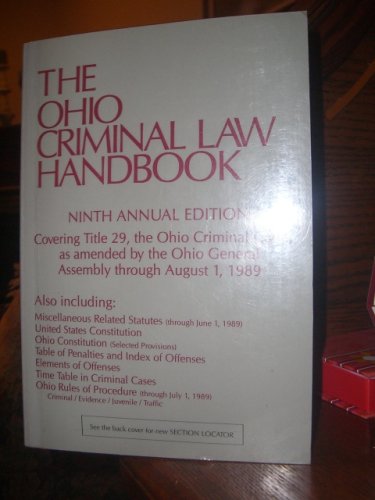 THE
OHIO
CRIMINAL LAW
HANDBOOK
NINTH ANNUAL EDITION
Covering Title 29, the Ohio Criminal
as amended by the Ohio General
Assembly through August 1, 1989
Also including:
Miscellaneous Related Statutes (through June 1, 1989)
United States Constitution
Ohio Constitution (Selected Provisions)
Table of Penalties and Index of Offenses
Elements of Offenses
Time Table in Criminal Cases
Ohio Rules of Procedure (through July 1, 1989)
Criminal / Evidence / Juvenile / Traffic
See the back cover for new SECTION LOCATOR